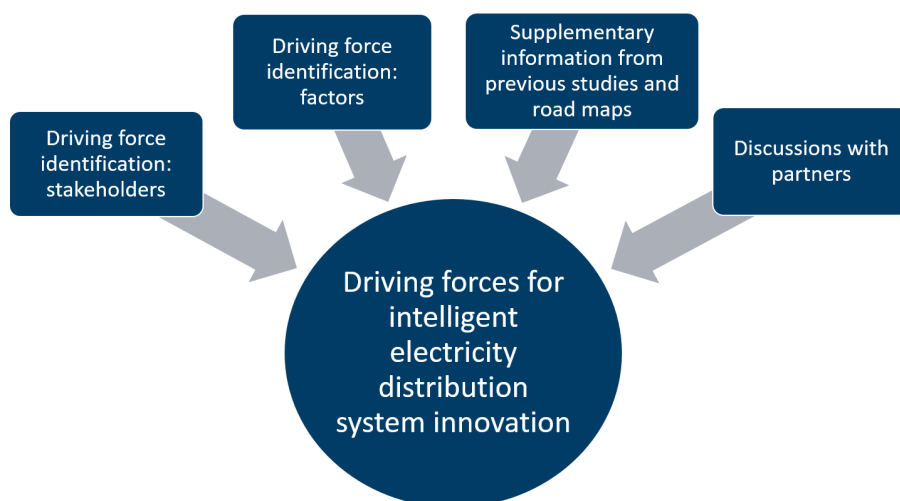 Driving force
identification:
stakeholders
Driving force
identification:
factors
Supplementary
information from
previous studies and
road maps
Discussions with
partners
Driving forces for
intelligent
electricity
distribution
system innovation